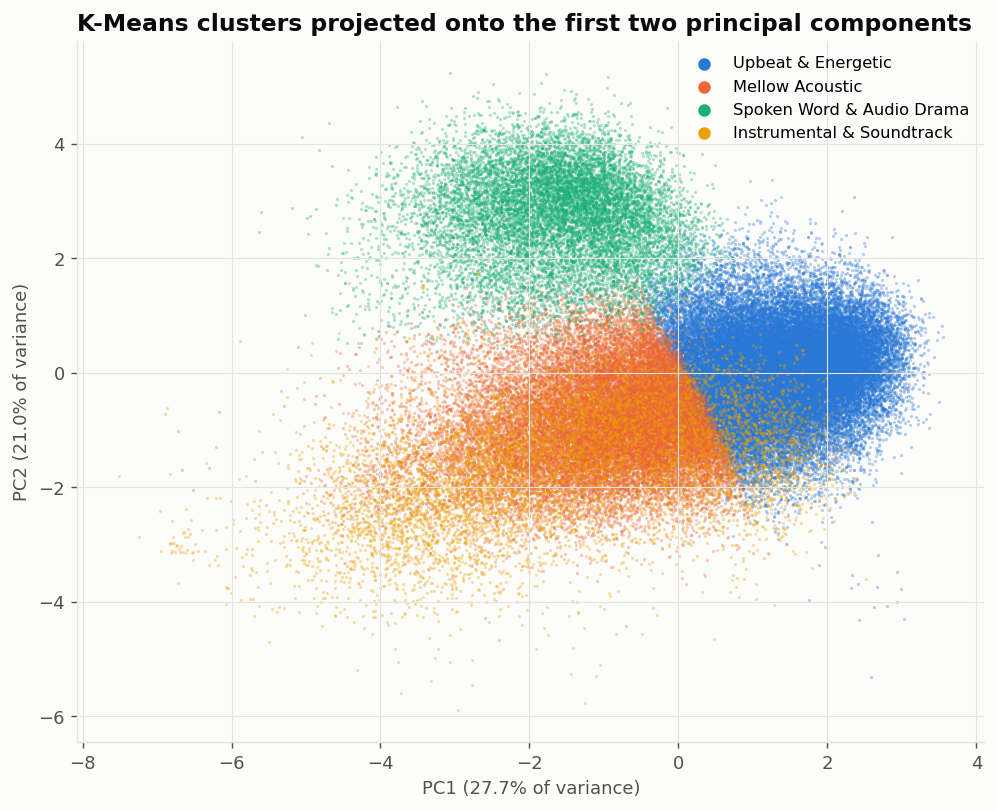 K-Means clusters projected onto the first two principal components
Upbeat & Energetic
Mellow Acoustic
Spoken Word & Audio Drama
Instrumental & Soundtrack
4
2
0
−2
−4
−6
PC2 (21.0% of variance)
−8 −6 −4 −2 0 2 4
PC1 (27.7% of variance)